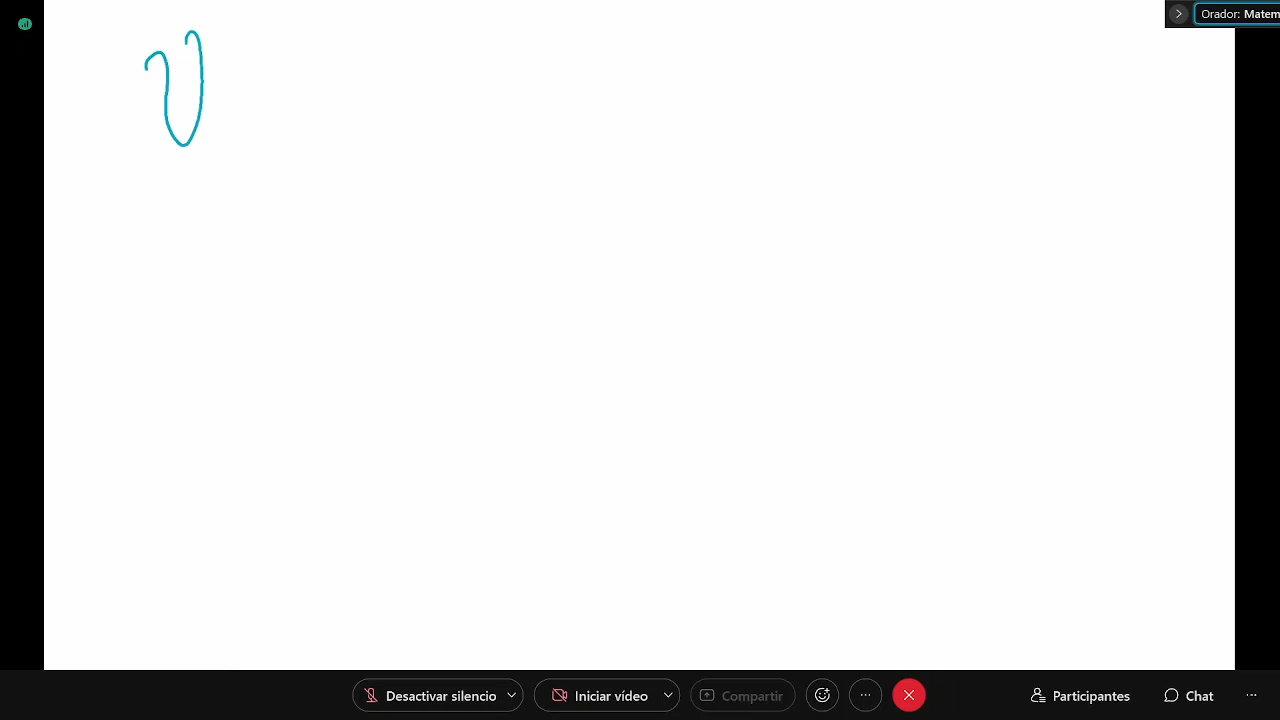 Orador: Matem
V
Desactivar silencio
Iniciar vídeo
Compartir
Participantes
Chat